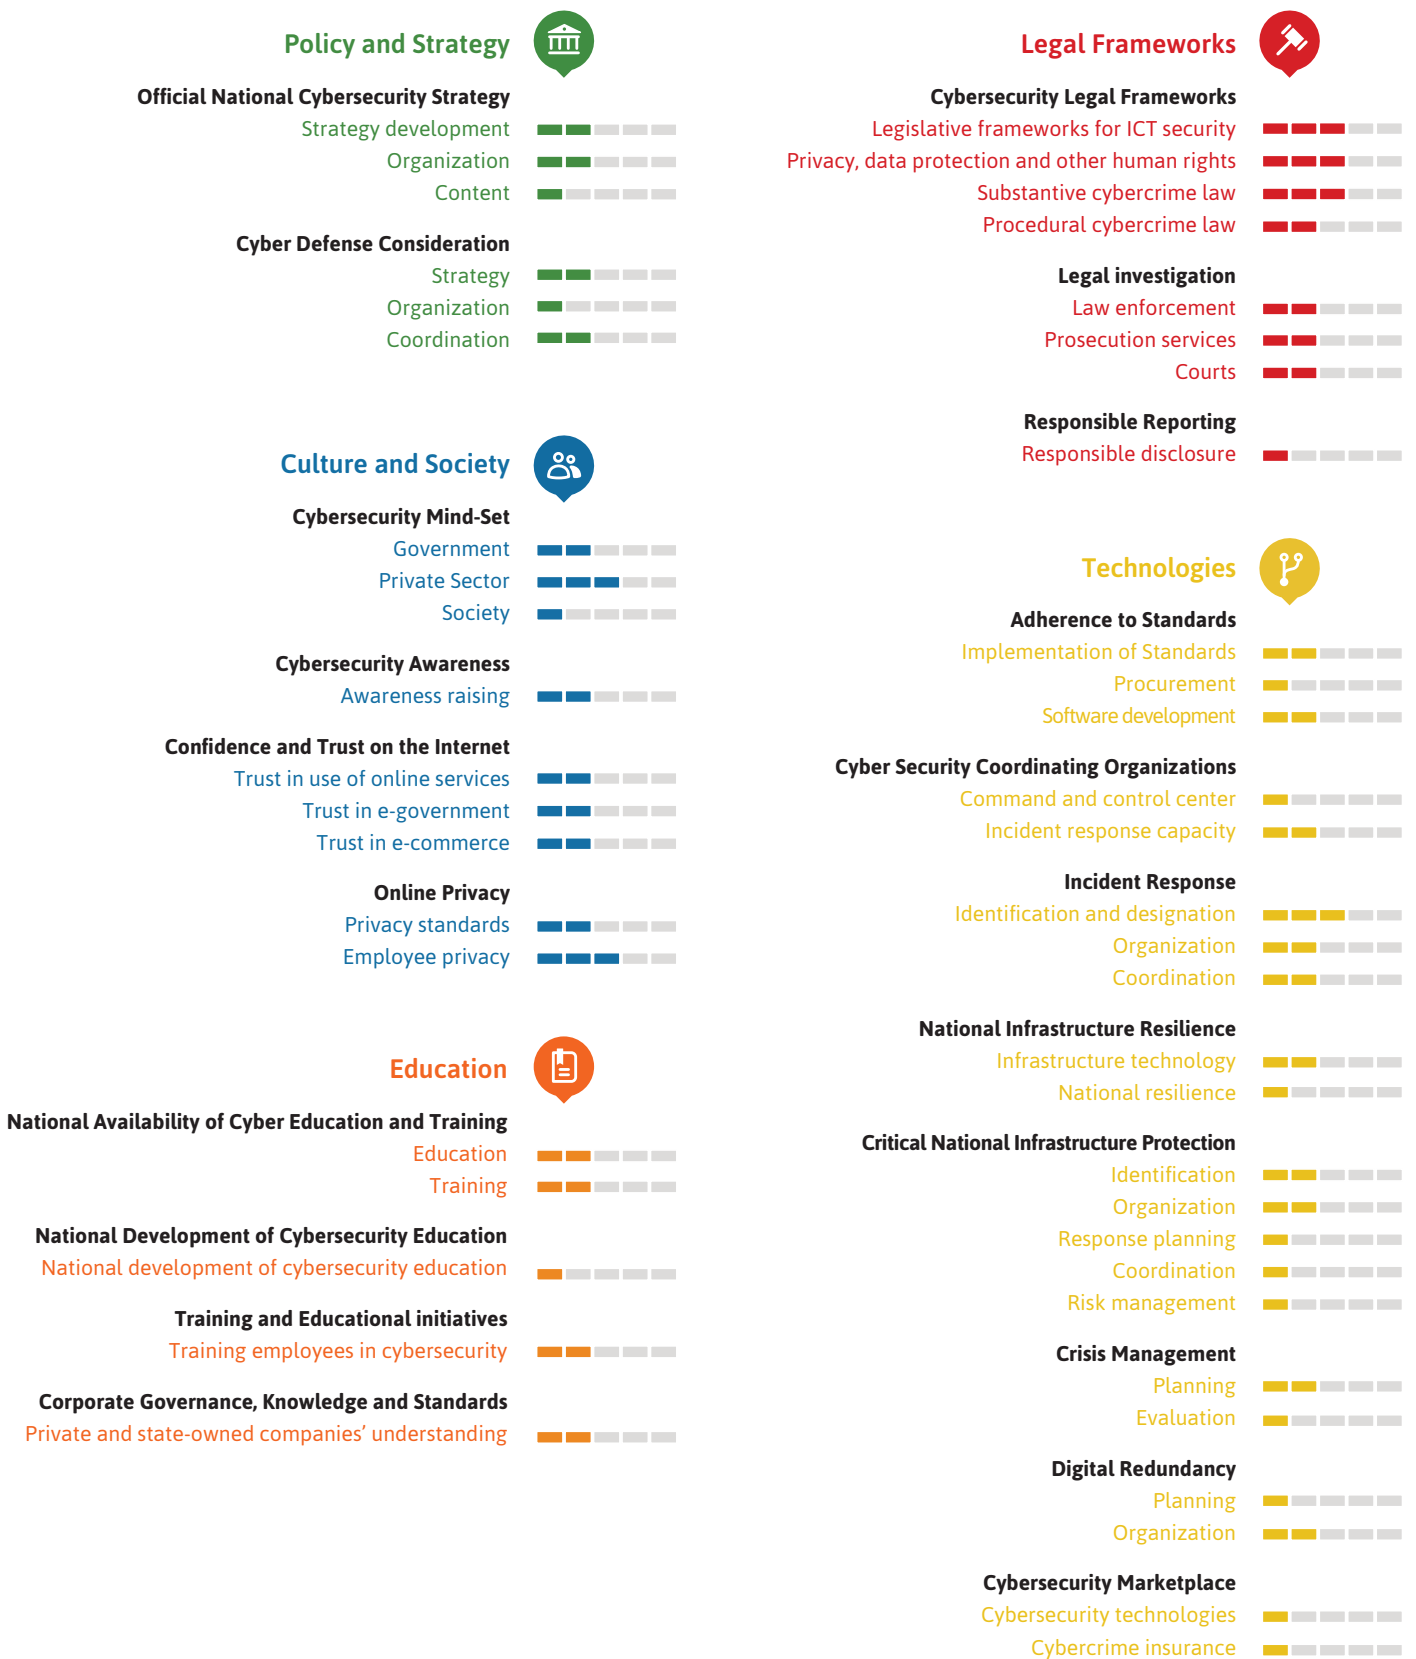 Policy and Strategy
Official National Cybersecurity Strategy
Strategy development
Organization
Content
Cyber Defense Consideration
Strategy
Organization
Coordination
Culture and Society
Cybersecurity Mind-Set
Government
Private Sector
Society
Cybersecurity Awareness
Awareness raising
Confidence and Trust on the Internet
Trust in use of online services
Trust in e-government
Trust in e-commerce
Online Privacy
Privacy standards
Employee privacy
Education
National Availability of Cyber Education and Training
Education
Training
National Development of Cybersecurity Education
National development of cybersecurity education
Training and Educational initiatives
Training employees in cybersecurity
Corporate Governance, Knowledge and Standards
Private and state-owned companies’ understanding
Legal Frameworks
Cybersecurity Legal Frameworks
Legislative frameworks for ICT security
Privacy, data protection and other human rights
Substantive cybercrime law
Procedural cybercrime law
Legal investigation
Law enforcement
Prosecution services
Courts
Responsible Reporting
Responsible disclosure
Technologies
Adherence to Standards
Implementation of Standards
Procurement
Software development
Cyber Security Coordinating Organizations
Command and control center
Incident response capacity
Incident Response
Identification and designation
Organization
Coordination
National Infrastructure Resilience
Infrastructure technology
National resilience
Critical National Infrastructure Protection
Identification
Organization
Response planning
Coordination
Risk management
Crisis Management
Planning
Evaluation
Digital Redundancy
Planning
Organization
Cybersecurity Marketplace
Cybersecurity technologies
Cybercrime insurance